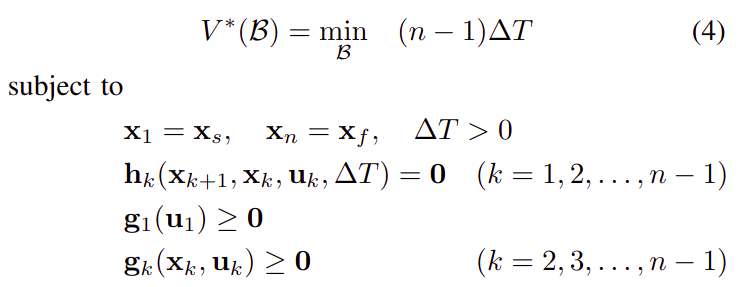 V*(𝓑) = min_𝓑 (n − 1)ΔT (4)
subject to
𝐱₁ = 𝐱ₛ, 𝐱ₙ = 𝐱_f, ΔT > 0
𝐡ₖ(𝐱ₖ₊₁, 𝐱ₖ, 𝐮ₖ, ΔT) = 𝟎 (k = 1, 2, . . . , n − 1)
𝐠₁(𝐮₁) ≥ 𝟎
𝐠ₖ(𝐱ₖ, 𝐮ₖ) ≥ 𝟎 (k = 2, 3, . . . , n − 1)